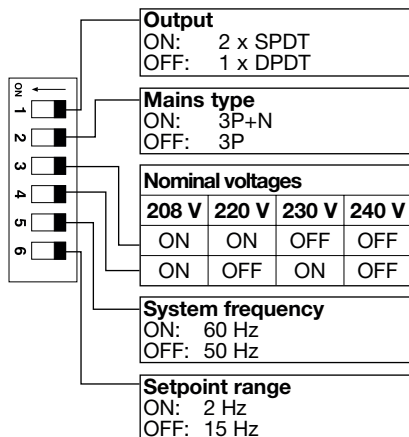 Output
ON: 2 x SPDT
OFF: 1 x DPDT
ON
1
2
3
4
5
6
Mains type
ON: 3P+N
OFF: 3P
Nominal voltages
208 V 220 V 230 V 240 V
ON ON OFF OFF
ON OFF ON OFF
System frequency
ON: 60 Hz
OFF: 50 Hz
Setpoint range
ON: 2 Hz
OFF: 15 Hz